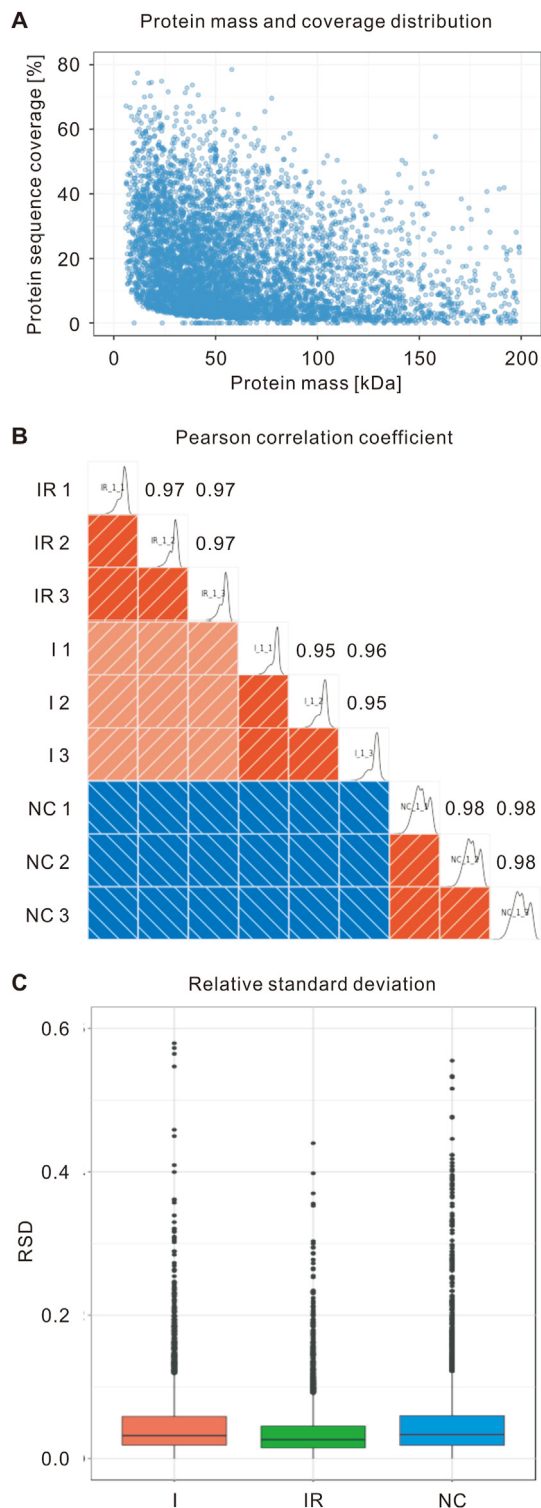 A Protein mass and coverage distribution
Protein sequence coverage [%]
80
60
40
20
0
0 50 100 150 200
Protein mass [kDa]
B Pearson correlation coefficient
IR 1 IR_1_1 0.97 0.97
IR 2 IR_1_2 0.97
IR 3 IR_1_3
I 1 I_1_1 0.95 0.96
I 2 I_1_2 0.95
I 3 I_1_3
NC 1 NC_1_1 0.98 0.98
NC 2 NC_1_2 0.98
NC 3 NC_1_3
C Relative standard deviation
RSD
0.6
0.4
0.2
0.0
I IR NC